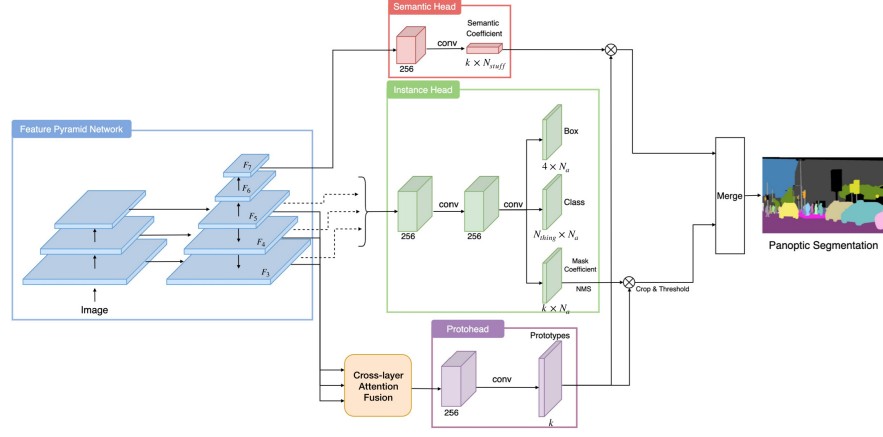 Semantic Head
Semantic
Coefficient
conv
256
k × N_stuff
Instance Head
Feature Pyramid Network
F_7
F_6
F_5
F_4
F_3
Image
256
conv
256
conv
Box
4 × N_a
Class
N_thing × N_a
Mask
Coefficient
NMS
k × N_a
Crop & Threshold
Merge
Panoptic Segmentation
Cross-layer
Attention
Fusion
Protohead
Prototypes
conv
256
k